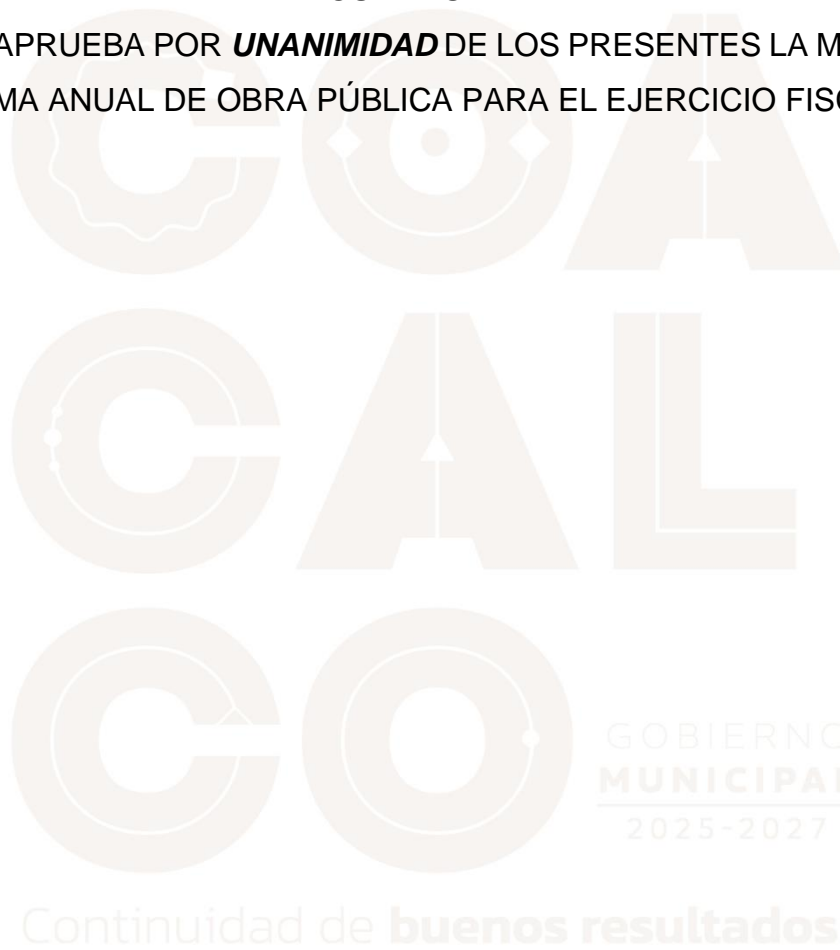 APRUEBA POR UNANIMIDAD DE LOS PRESENTES LA M
MA ANUAL DE OBRA PÚBLICA PARA EL EJERCICIO FISC
COA
CAL
CO
GOBIERNO
MUNICIPAL
2025-2027
Continuidad de buenos resultados